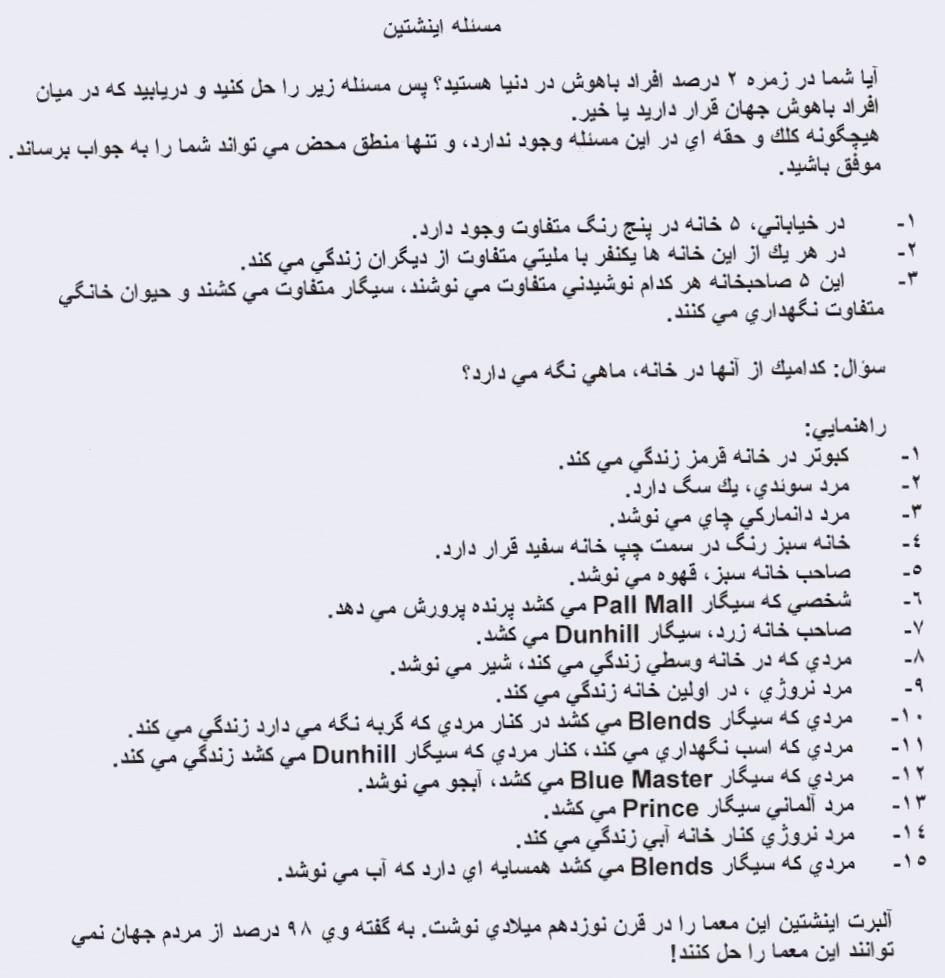 مسئله اينشتين
آيا شما در زمره ۲ درصد افراد باهوش در دنيا هستيد؟ پس مسئله زير را حل كنيد و دريابيد كه در ميان
افراد باهوش جهان قرار داريد يا خير.
هيچگونه كلك و حقه اي در اين مسئله وجود ندارد، و تنها منطق محض مي تواند شما را به جواب برساند.
موفق باشيد.
۱- در خياباني، ۵ خانه در پنج رنگ متفاوت وجود دارد.
۲- در هر يك از اين خانه ها يكنفر با مليتي متفاوت از ديگران زندگي مي كند.
۳- اين ۵ صاحبخانه هر كدام نوشيدني متفاوت مي نوشند، سيگار متفاوت مي كشند و حيوان خانگي
متفاوت نگهداري مي كنند.
سؤال: كداميك از آنها در خانه، ماهي نگه مي دارد؟
راهنمايي:
۱- كبوتر در خانه قرمز زندگي مي كند.
۲- مرد سوئدي، يك سگ دارد.
۳- مرد دانماركي چاي مي نوشد.
٤- خانه سبز رنگ در سمت چپ خانه سفيد قرار دارد.
۵- صاحب خانه سبز، قهوه مي نوشد.
٦- شخصي كه سيگار Pall Mall مي كشد پرنده پرورش مي دهد.
۷- صاحب خانه زرد، سيگار Dunhill مي كشد.
۸- مردي كه در خانه وسطي زندگي مي كند، شير مي نوشد.
۹- مرد نروژي ، در اولين خانه زندگي مي كند.
۱۰- مردي كه سيگار Blends مي كشد در كنار مردي كه گربه نگه مي دارد زندگي مي كند.
۱۱- مردي كه اسب نگهداري مي كند، كنار مردي كه سيگار Dunhill مي كشد زندگي مي كند.
۱۲- مردي كه سيگار Blue Master مي كشد، آبجو مي نوشد.
۱۳- مرد آلماني سيگار Prince مي كشد.
۱٤- مرد نروژي كنار خانه آبي زندگي مي كند.
۱۵- مردي كه سيگار Blends مي كشد همسايه اي دارد كه آب مي نوشد.
آلبرت اينشتين اين معما را در قرن نوزدهم ميلادي نوشت. به گفته وي ۹۸ درصد از مردم جهان نمي
توانند اين معما را حل كنند!